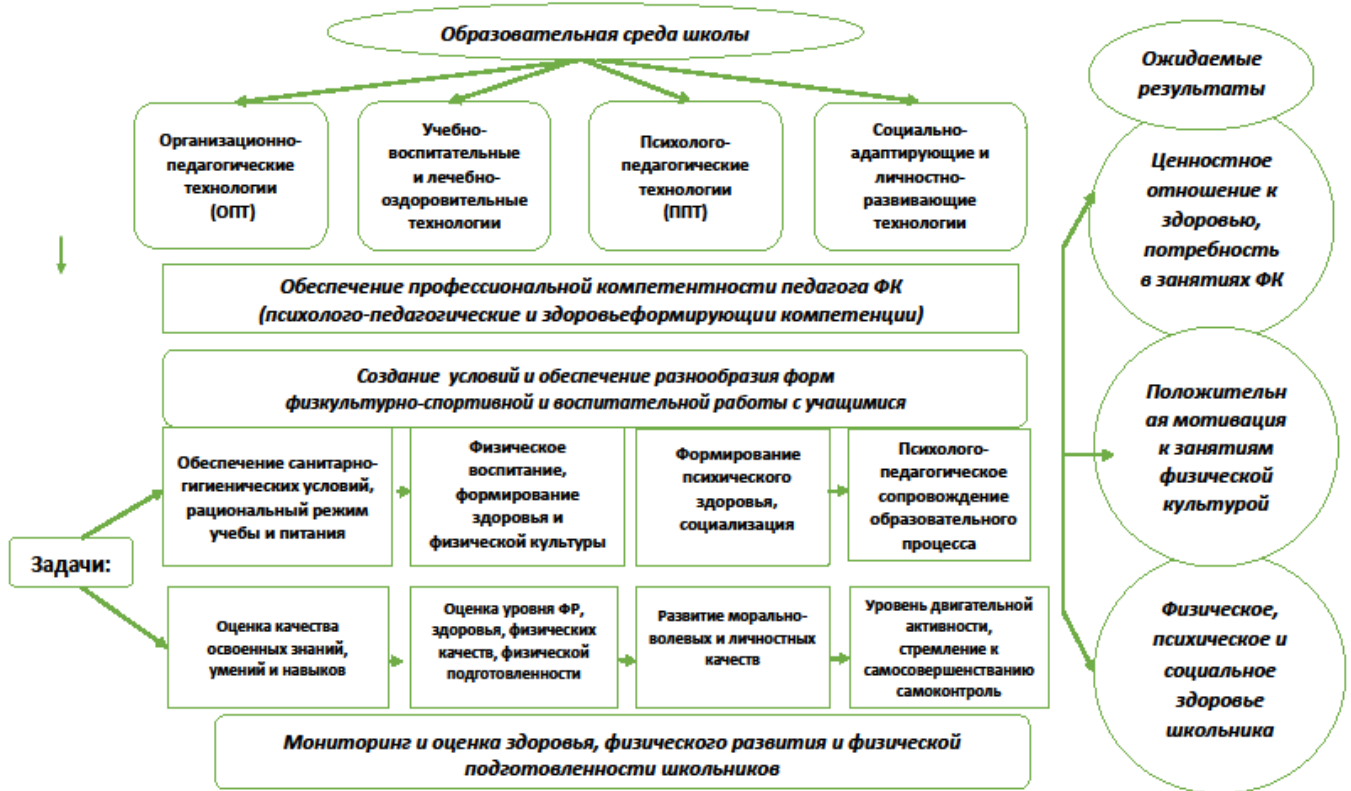 Образовательная среда школы
Организационно-
педагогические
технологии
(ОПТ)
Учебно-
воспитательные
и лечебно-
оздоровительные
технологии
Психолого-
педагогические
технологии
(ППТ)
Социально-
адаптирующие и
личностно-
развивающие
технологии
Обеспечение профессиональной компетентности педагога ФК
(психолого-педагогические и здоровьеформирующии компетенции)
Создание условий и обеспечение разнообразия форм
физкультурно-спортивной и воспитательной работы с учащимися
Задачи:
Обеспечение санитарно-
гигиенических условий,
рациональный режим
учебы и питания
Физическое
воспитание,
формирование
здоровья и
физической культуры
Формирование
психического
здоровья,
социализация
Психолого-
педагогическое
сопровождение
образовательного
процесса
Оценка качества
освоенных знаний,
умений и навыков
Оценка уровня ФР,
здоровья, физических
качеств, физической
подготовленности
Развитие морально-
волевых и личностных
качеств
Уровень двигательной
активности,
стремление к
самосовершенстванию
самоконтроль
Мониторинг и оценка здоровья, физического развития и физической
подготовленности школьников
Ожидаемые
результаты
Ценностное
отношение к
здоровью,
потребность
в занятиях ФК
Положительн
ая мотивация
к занятиям
физической
культурой
Физическое,
психическое и
социальное
здоровье
школьника